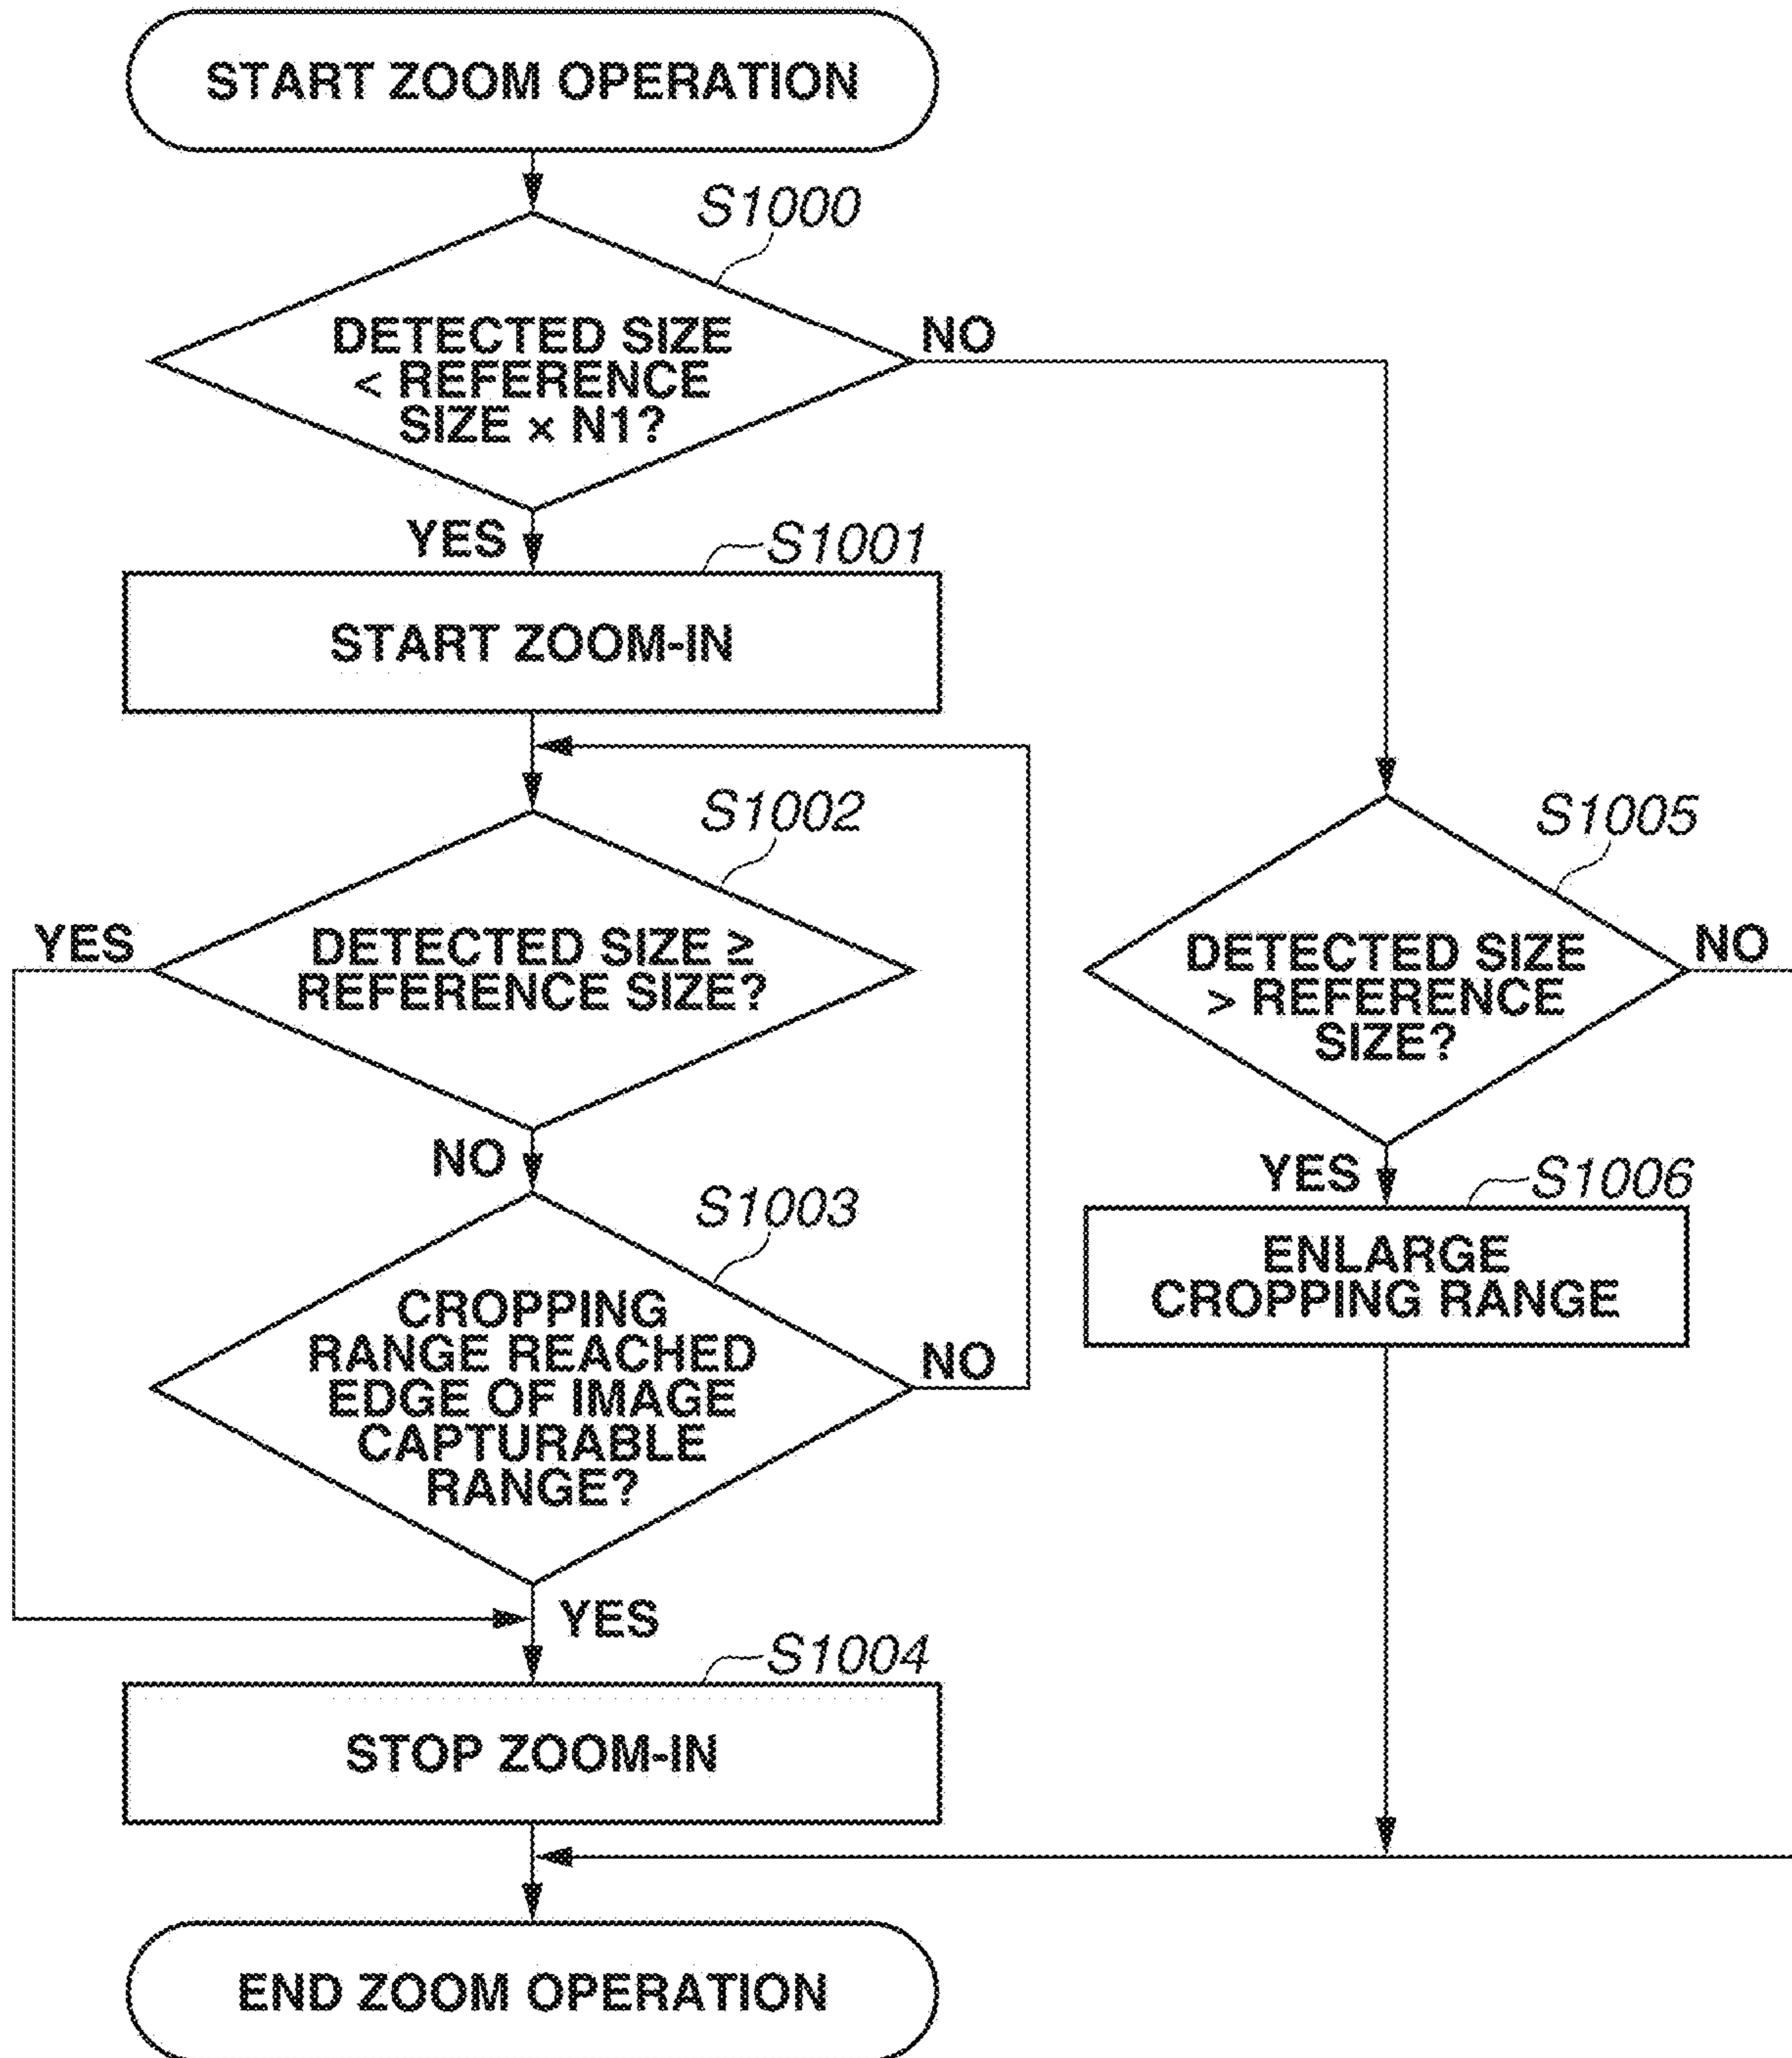 START ZOOM OPERATION
S1000
DETECTED SIZE
< REFERENCE
SIZE × N1?
NO
YES
S1001
START ZOOM-IN
S1002
YES
DETECTED SIZE ≥
REFERENCE SIZE?
NO
S1003
CROPPING
RANGE REACHED
EDGE OF IMAGE
CAPTURABLE
RANGE?
NO
YES
S1004
STOP ZOOM-IN
S1005
DETECTED SIZE
> REFERENCE
SIZE?
NO
YES
S1006
ENLARGE
CROPPING RANGE
END ZOOM OPERATION